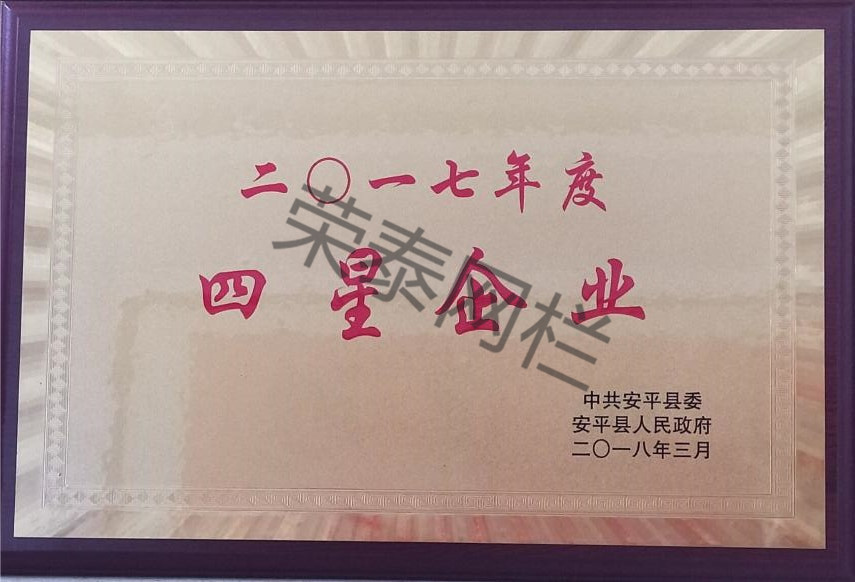 二〇一七年度
四星企业
荣泰网栏
中共安平县委
安平县人民政府
二〇一八年三月